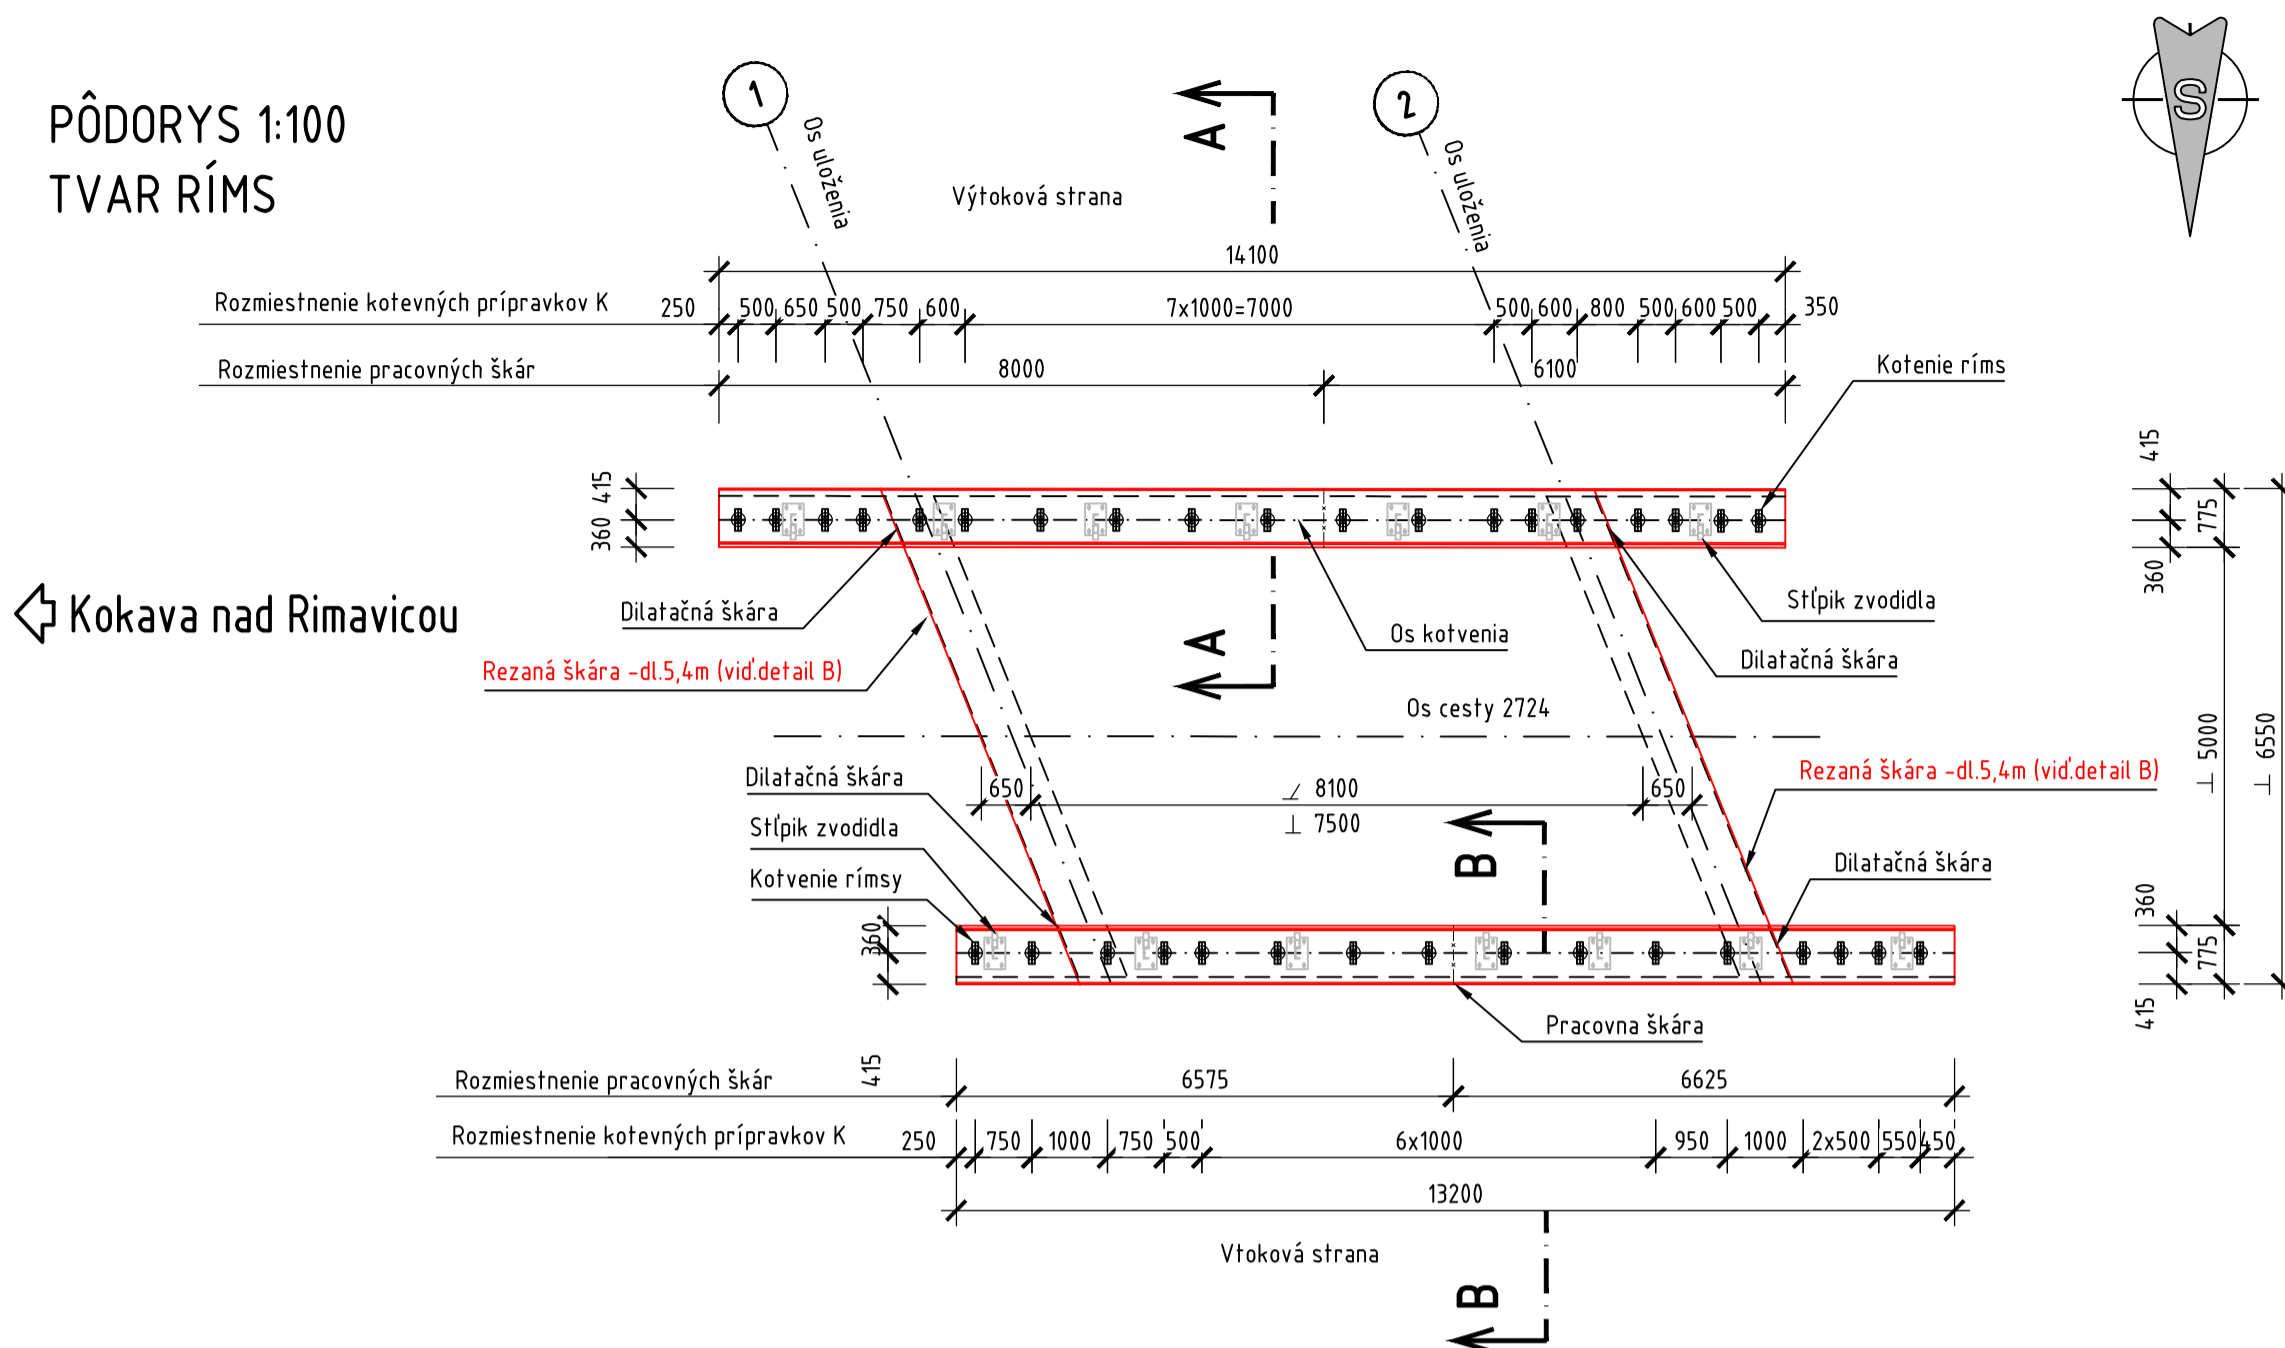 PÔDORYS 1:100
TVAR RÍMS
1
2
S
Os uloženia
Os uloženia
A
Výtoková strana
14100
Rozmiestnenie kotevných prípravkov K
250 500 650 500 750 600 7x1000=7000 500 600 800 500 600 500 350
Rozmiestnenie pracovných škár
8000 6100
Kotenie ríms
415
360
415
775
360
Kokava nad Rimavicou
Dilatačná škára
Rezaná škára -dl.5,4m (viď.detail B)
A
Os kotvenia
Stĺpik zvodidla
Dilatačná škára
Os cesty 2724
⊥ 5000
⊥ 6550
Dilatačná škára
650
∠ 8100
⊥ 7500
650
Rezaná škára -dl.5,4m (viď.detail B)
Stĺpik zvodidla
Kotvenie rímsy
B
Dilatačná škára
360
415
360
775
415
Pracovna škára
Rozmiestnenie pracovných škár
6575 6625
Rozmiestnenie kotevných prípravkov K
250 750 1000 750 500 6x1000 950 1000 2x500 550 450
13200
Vtoková strana
B